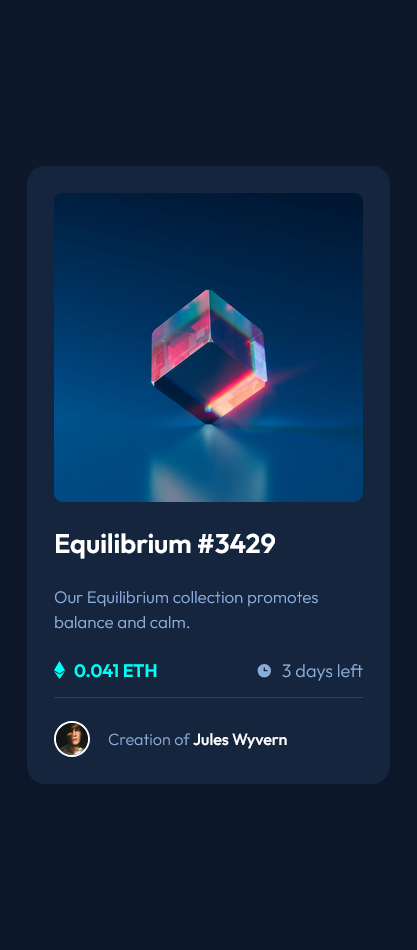 Equilibrium #3429
Our Equilibrium collection promotes
balance and calm.
0.041 ETH
3 days left
Creation of Jules Wyvern